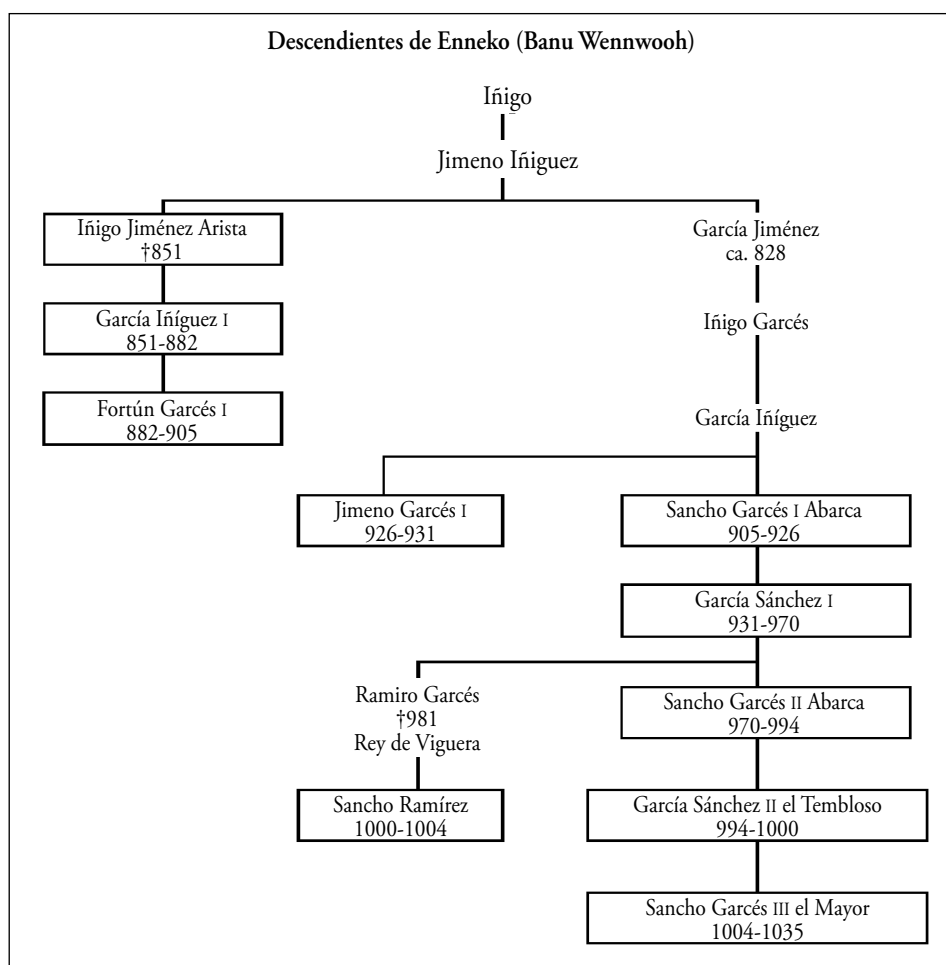 Descendientes de Enneko (Banu Wennwooh)
Iñigo
Jimeno Iñiguez
Iñigo Jiménez Arista
†851
García Jiménez
ca. 828
García Iñíguez I
851-882
Iñigo Garcés
Fortún Garcés I
882-905
García Iñíguez
Jimeno Garcés I
926-931
Sancho Garcés I Abarca
905-926
García Sánchez I
931-970
Ramiro Garcés
†981
Rey de Viguera
Sancho Garcés II Abarca
970-994
Sancho Ramírez
1000-1004
García Sánchez II el Tembloso
994-1000
Sancho Garcés III el Mayor
1004-1035